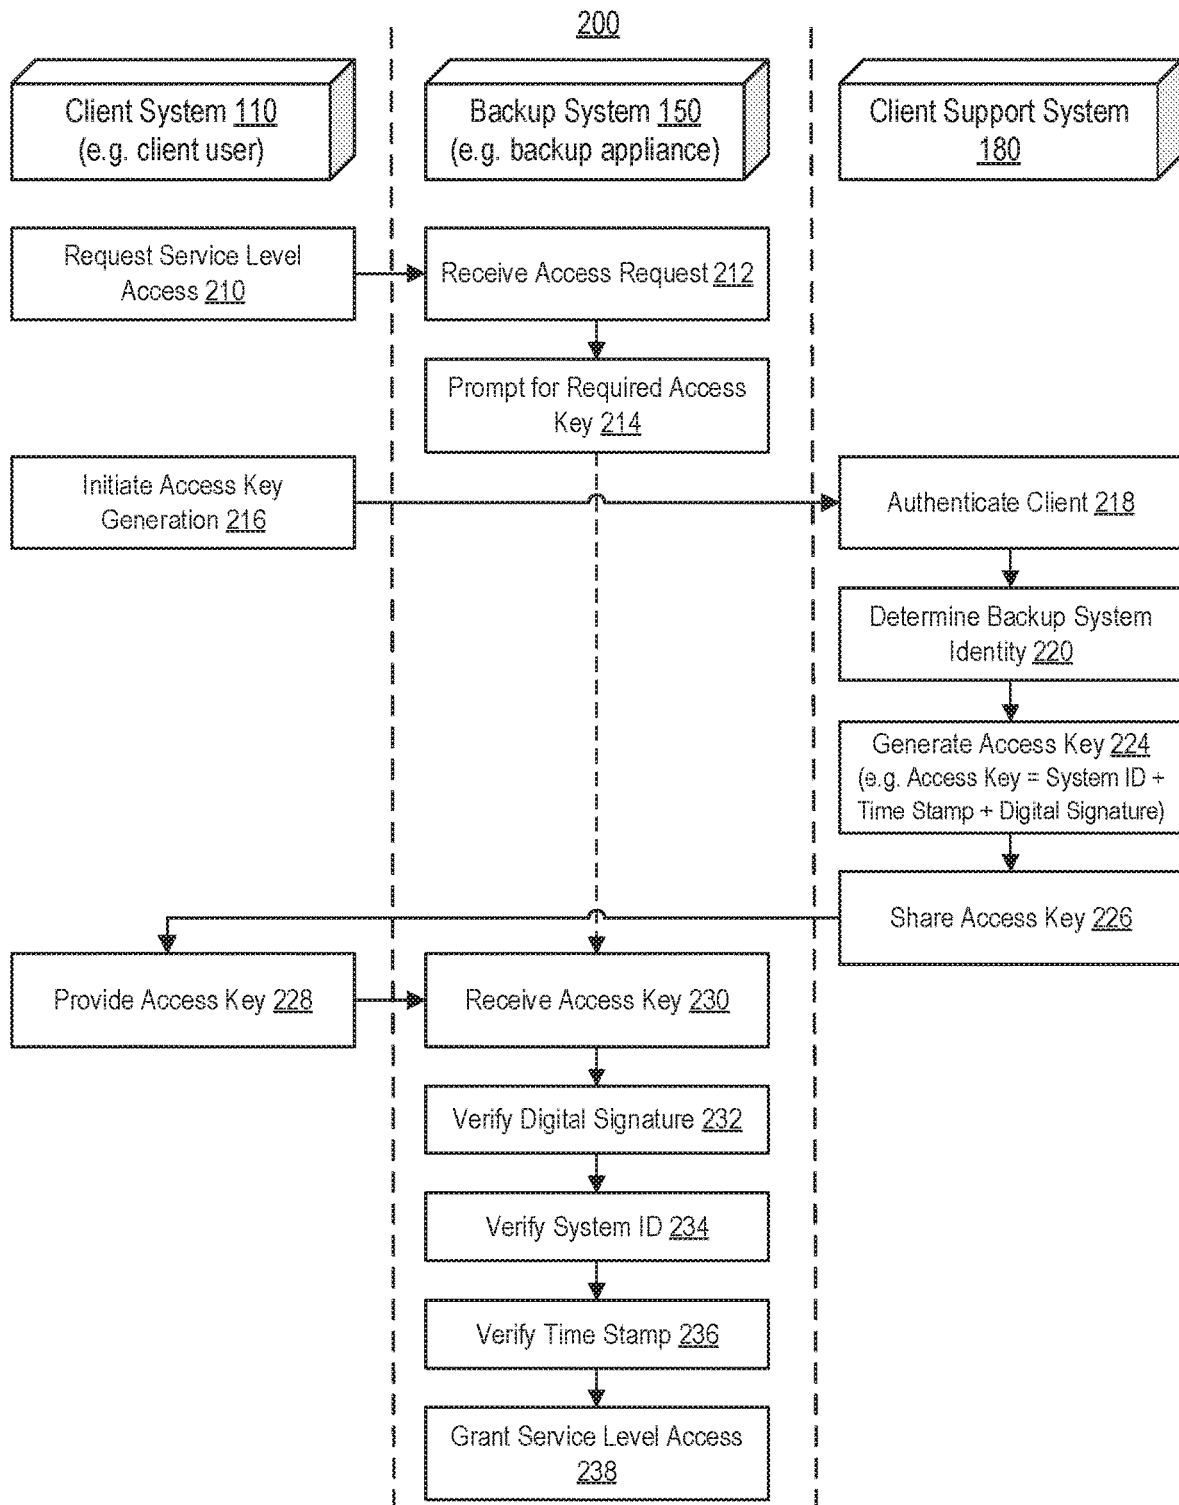 200
Client System 110
(e.g. client user)
Backup System 150
(e.g. backup appliance)
Client Support System
180
Request Service Level
Access 210
Receive Access Request 212
Prompt for Required Access
Key 214
Initiate Access Key
Generation 216
Authenticate Client 218
Determine Backup System
Identity 220
Generate Access Key 224
(e.g. Access Key = System ID +
Time Stamp + Digital Signature)
Share Access Key 226
Provide Access Key 228
Receive Access Key 230
Verify Digital Signature 232
Verify System ID 234
Verify Time Stamp 236
Grant Service Level Access
238